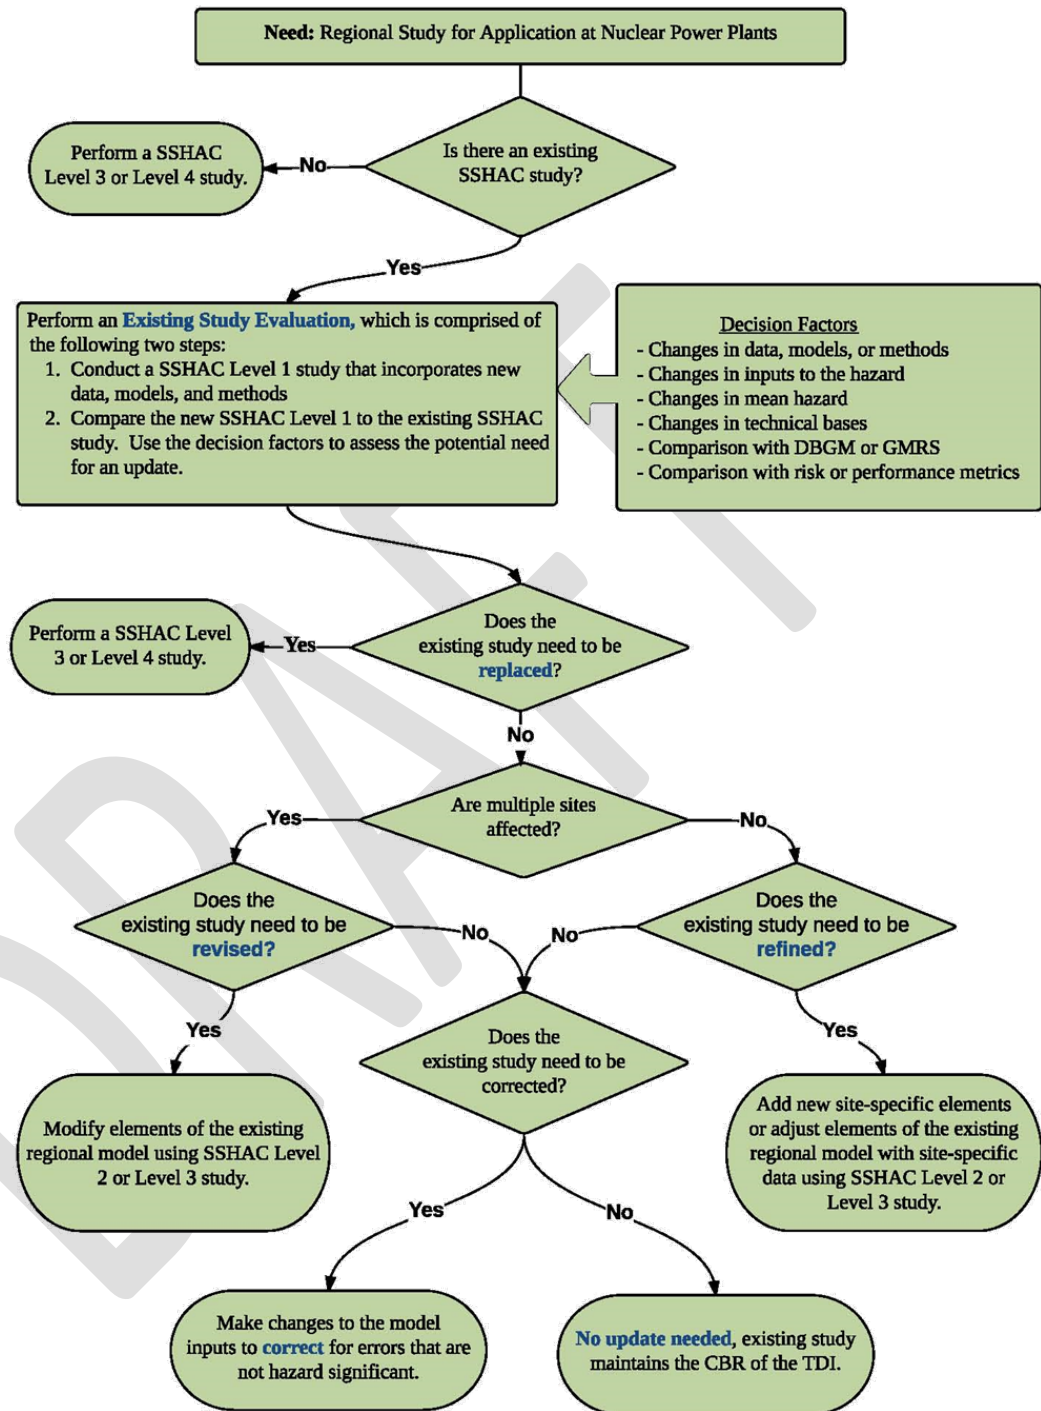 Need: Regional Study for Application at Nuclear Power Plants
Is there an existing
SSHAC study?
No
Perform a SSHAC
Level 3 or Level 4 study.
Yes
Perform an Existing Study Evaluation, which is comprised of
the following two steps:
1. Conduct a SSHAC Level 1 study that incorporates new
data, models, and methods
2. Compare the new SSHAC Level 1 to the existing SSHAC
study. Use the decision factors to assess the potential need
for an update.
Decision Factors
- Changes in data, models, or methods
- Changes in inputs to the hazard
- Changes in mean hazard
- Changes in technical bases
- Comparison with DBGM or GMRS
- Comparison with risk or performance metrics
Does the
existing study need to be
replaced?
Yes
Perform a SSHAC Level
3 or Level 4 study.
No
Are multiple sites
affected?
Yes
No
Does the
existing study need to be
revised?
Does the
existing study need to be
refined?
No
No
Yes
Yes
Does the
existing study need to be
corrected?
Modify elements of the existing
regional model using SSHAC Level
2 or Level 3 study.
Add new site-specific elements
or adjust elements of the existing
regional model with site-specific
data using SSHAC Level 2 or
Level 3 study.
Yes
No
Make changes to the model
inputs to correct for errors that are
not hazard significant.
No update needed, existing study
maintains the CBR of the TDI.
DRAFT